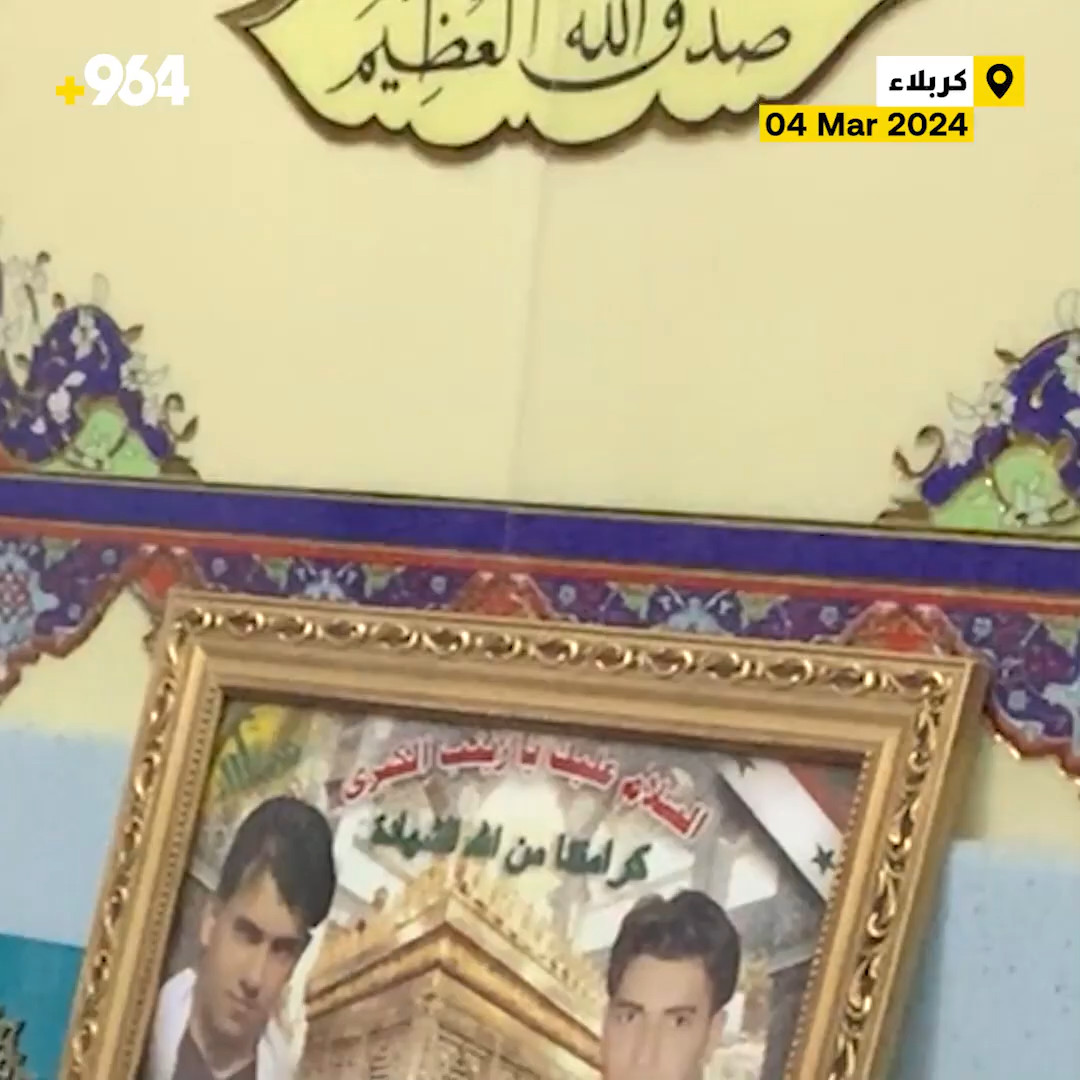 صدق الله العظيم
+964
كربلاء
04 Mar 2024
السلام عليك يا زينب الكبرى
كرامتنا من الله الشهادة